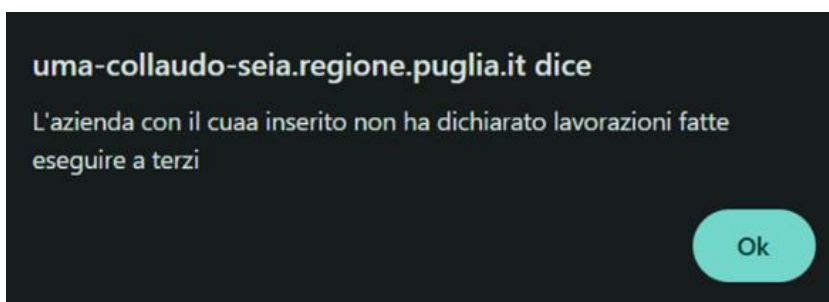 uma-collaudo-seia.regione.puglia.it dice
L'azienda con il cuaa inserito non ha dichiarato lavorazioni fatte
eseguire a terzi
Ok